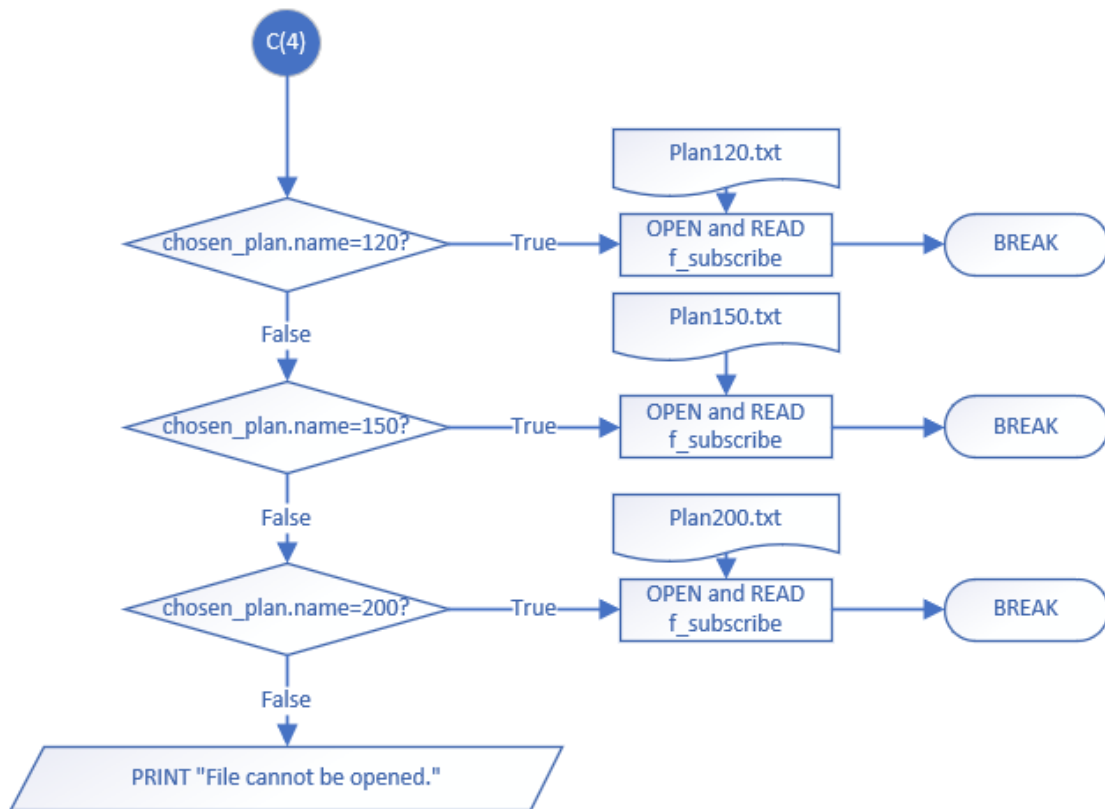 C(4)
Plan120.txt
chosen_plan.name=120?
True
OPEN and READ
f_subscribe
BREAK
False
Plan150.txt
chosen_plan.name=150?
True
OPEN and READ
f_subscribe
BREAK
False
Plan200.txt
chosen_plan.name=200?
True
OPEN and READ
f_subscribe
BREAK
False
PRINT "File cannot be opened."